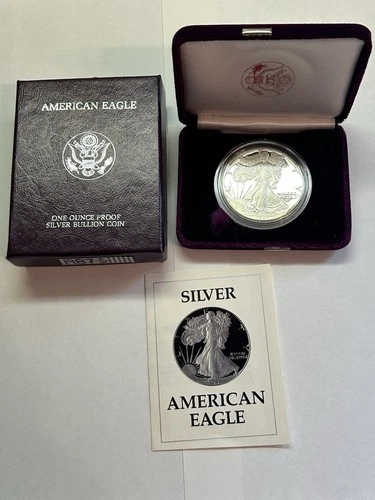 AMERICAN EAGLE
ONE OUNCE PROOF
SILVER BULLION COIN
SILVER
AMERICAN
EAGLE